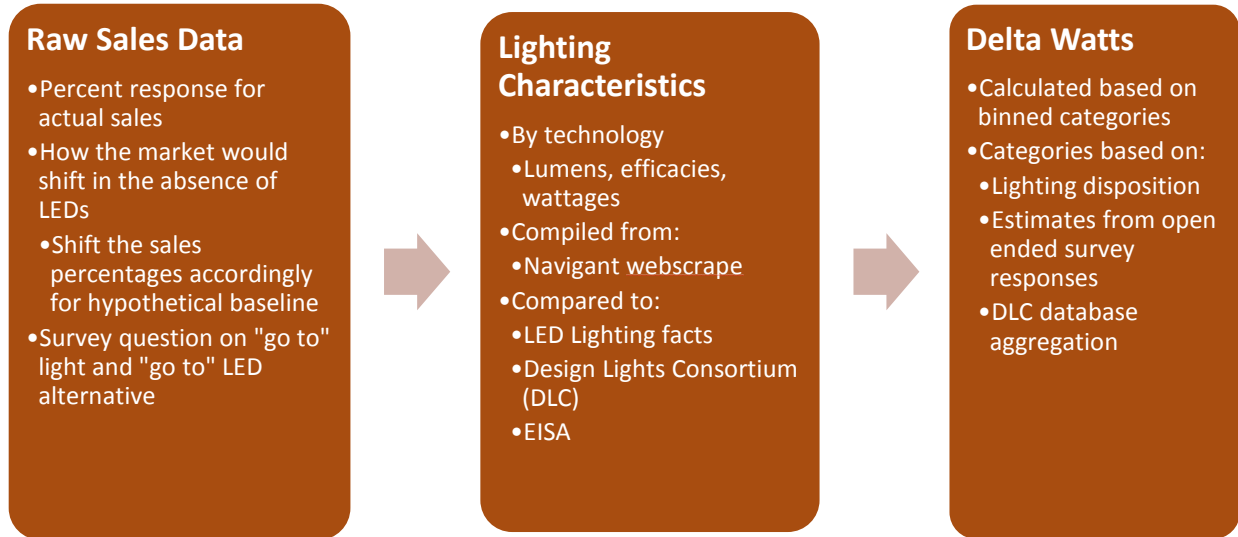 Raw Sales Data
•Percent response for
actual sales
•How the market would
shift in the absence of
LEDs
•Shift the sales
percentages accordingly
for hypothetical baseline
•Survey question on "go to"
light and "go to" LED
alternative
Lighting
Characteristics
•By technology
•Lumens, efficacies,
wattages
•Compiled from:
•Navigant webscrape
•Compared to:
•LED Lighting facts
•Design Lights Consortium
(DLC)
•EISA
Delta Watts
•Calculated based on
binned categories
•Categories based on:
•Lighting disposition
•Estimates from open
ended survey
responses
•DLC database
aggregation